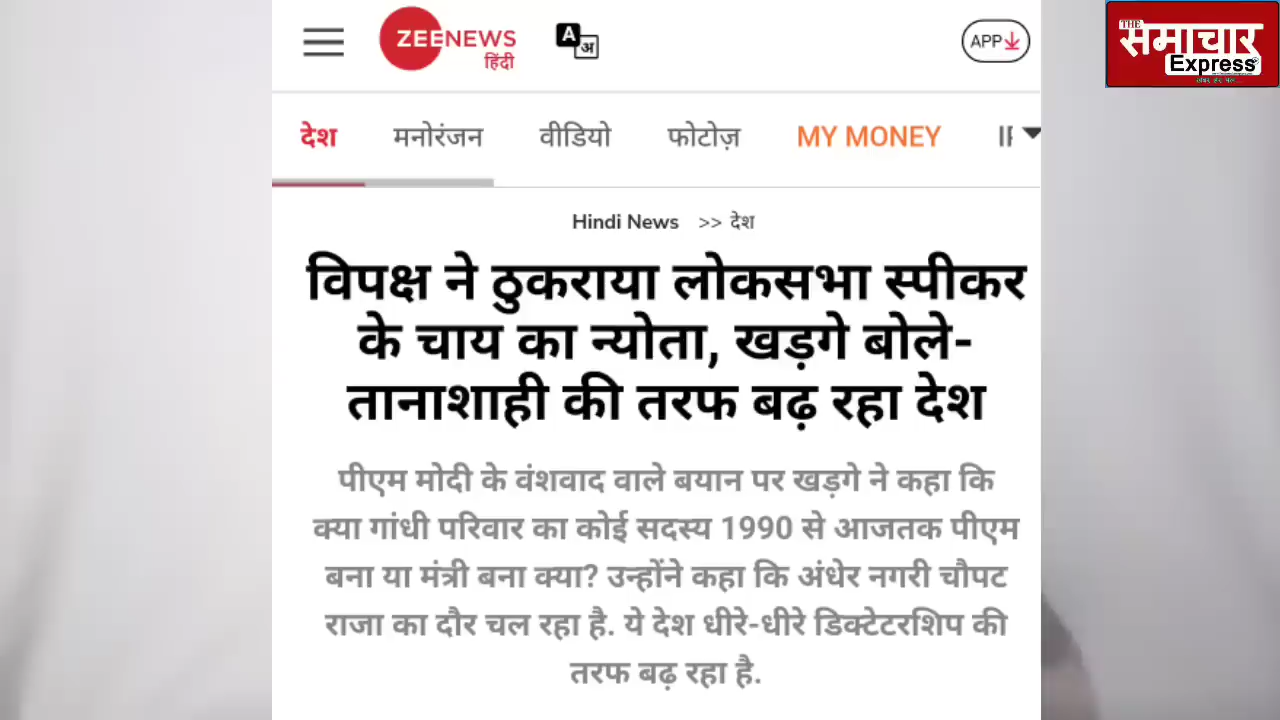 ZEENEWS
हिंदी
A
अ
APP
THE
समाचार
Express
देश मनोरंजन वीडियो फोटोज़ MY MONEY
Hindi News >> देश
विपक्ष ने ठुकराया लोकसभा स्पीकर
के चाय का न्योता, खड़गे बोले-
तानाशाही की तरफ बढ़ रहा देश
पीएम मोदी के वंशवाद वाले बयान पर खड़गे ने कहा कि
क्या गांधी परिवार का कोई सदस्य 1990 से आजतक पीएम
बना या मंत्री बना क्या? उन्होंने कहा कि अंधेर नगरी चौपट
राजा का दौर चल रहा है. ये देश धीरे-धीरे डिक्टेटरशिप की
तरफ बढ़ रहा है.